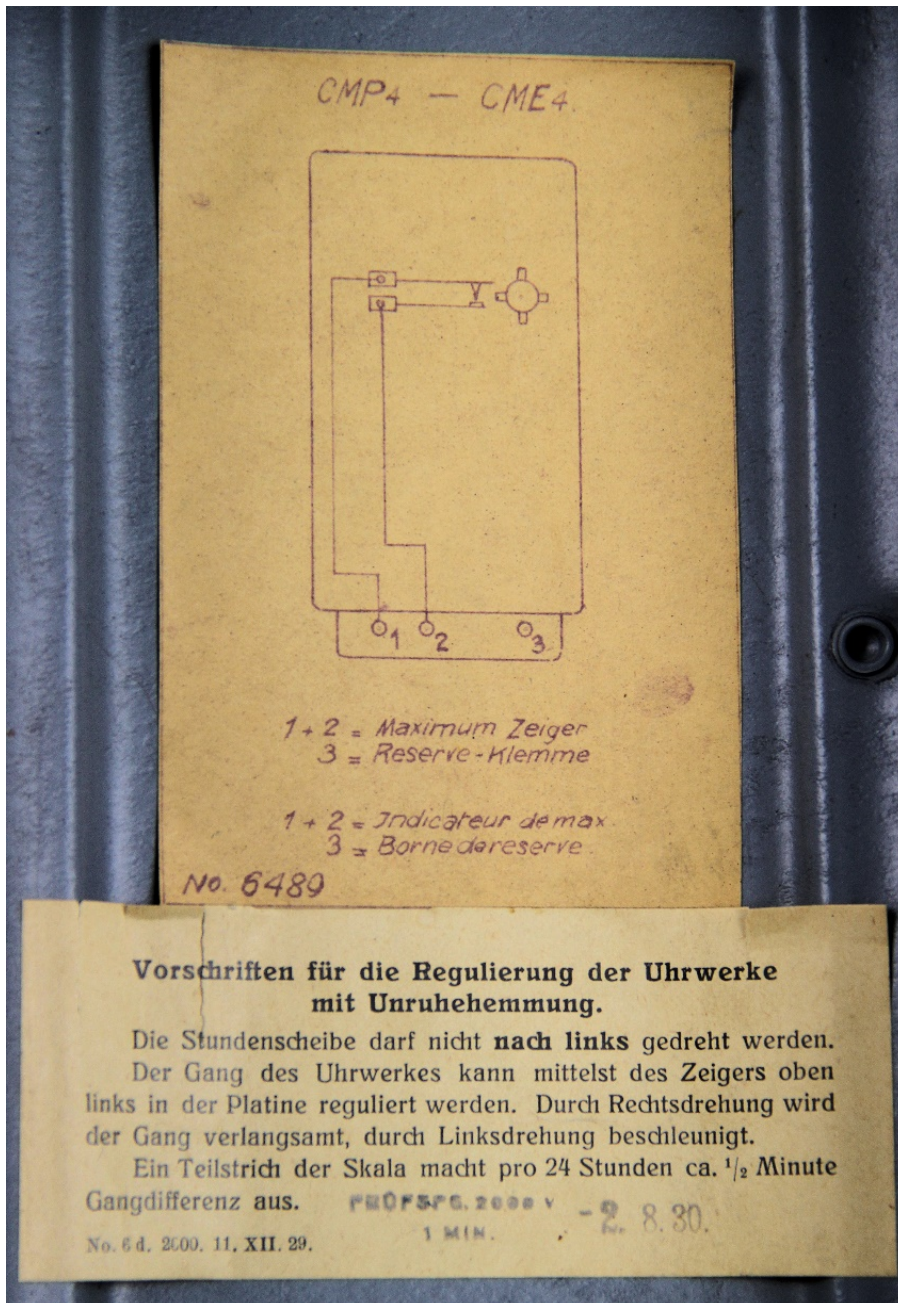 CMP4 — CME4.
1 2 3
1 + 2 = Maximum Zeiger
3 = Reserve-Klemme
1 + 2 = Indicateur de max.
3 = Borne de reserve.
No. 6489
Vorschriften für die Regulierung der Uhrwerke
mit Unruhehemmung.
Die Stundenscheibe darf nicht nach links gedreht werden.
Der Gang des Uhrwerkes kann mittelst des Zeigers oben
links in der Platine reguliert werden. Durch Rechtsdrehung wird
der Gang verlangsamt, durch Linksdrehung beschleunigt.
Ein Teilstrich der Skala macht pro 24 Stunden ca. ½ Minute
Gangdifferenz aus.
PRÜFSPG. 2000 V
1 MIN.
- 2. 8. 30.
No. 6 d. 2000. 11. XII. 29.